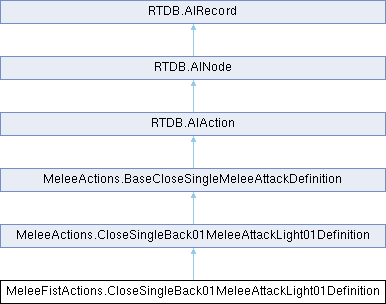 RTDB.AIRecord
RTDB.AINode
RTDB.AIAction
MeleeActions.BaseCloseSingleMeleeAttackDefinition
MeleeActions.CloseSingleBack01MeleeAttackLight01Definition
MeleeFistActions.CloseSingleBack01MeleeAttackLight01Definition